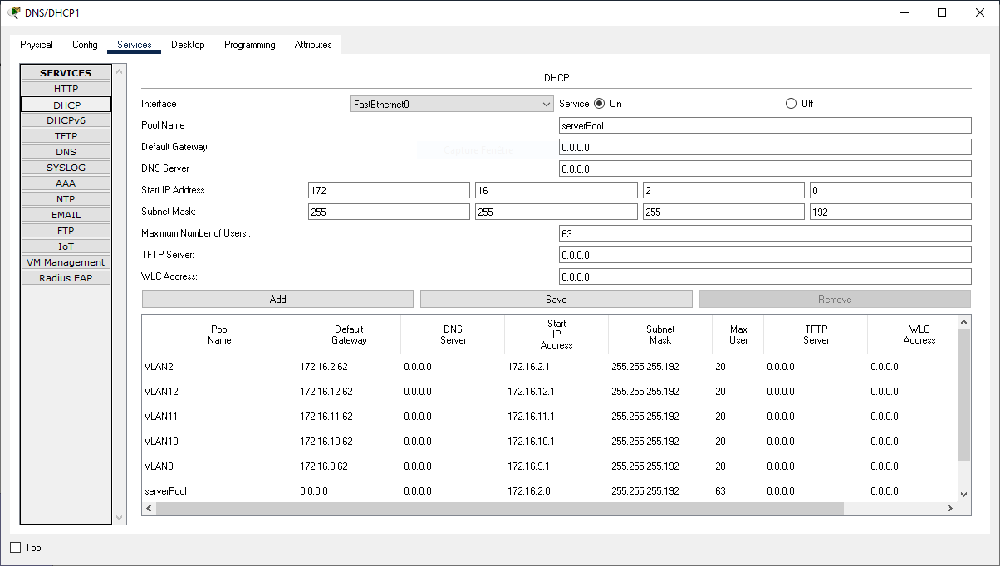 DNS/DHCP1
Physical Config Services Desktop Programming Attributes
SERVICES
HTTP
DHCP
DHCPv6
TFTP
DNS
SYSLOG
AAA
NTP
EMAIL
FTP
IoT
VM Management
Radius EAP
DHCP
Interface FastEthernet0 Service On Off
Pool Name serverPool
Default Gateway 0.0.0.0
DNS Server 0.0.0.0
Start IP Address : 172 16 2 0
Subnet Mask: 255 255 255 192
Maximum Number of Users : 63
TFTP Server: 0.0.0.0
WLC Address: 0.0.0.0
Add Save Remove
Pool Name Default Gateway DNS Server Start IP Address Subnet Mask Max User TFTP Server WLC Address
VLAN2 172.16.2.62 0.0.0.0 172.16.2.1 255.255.255.192 20 0.0.0.0 0.0.0.0
VLAN12 172.16.12.62 0.0.0.0 172.16.12.1 255.255.255.192 20 0.0.0.0 0.0.0.0
VLAN11 172.16.11.62 0.0.0.0 172.16.11.1 255.255.255.192 20 0.0.0.0 0.0.0.0
VLAN10 172.16.10.62 0.0.0.0 172.16.10.1 255.255.255.192 20 0.0.0.0 0.0.0.0
VLAN9 172.16.9.62 0.0.0.0 172.16.9.1 255.255.255.192 20 0.0.0.0 0.0.0.0
serverPool 0.0.0.0 0.0.0.0 172.16.2.0 255.255.255.192 63 0.0.0.0 0.0.0.0
Top